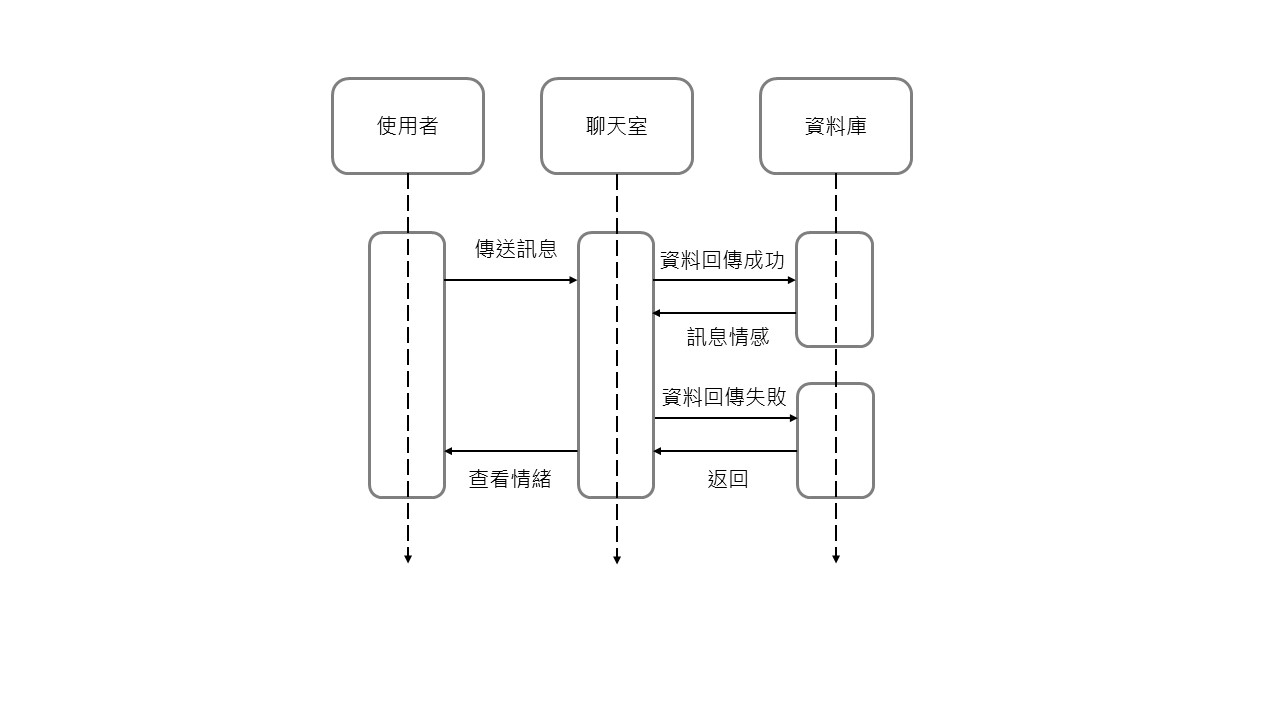 使用者
聊天室
資料庫
傳送訊息
資料回傳成功
訊息情感
資料回傳失敗
查看情緒
返回